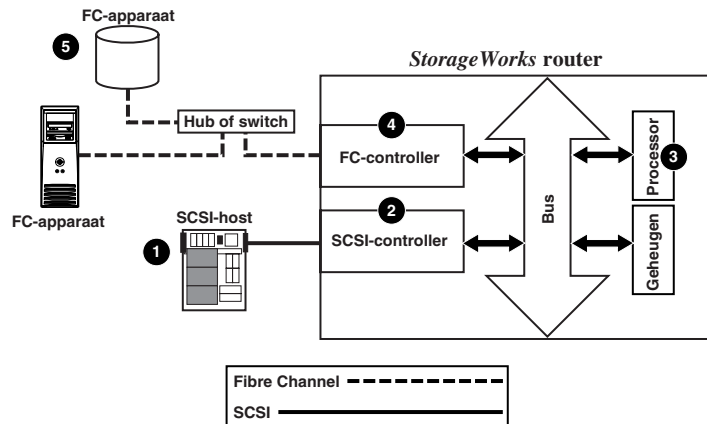 FC-apparaat
5
StorageWorks router
Hub of switch
4
FC-controller
Processor
3
FC-apparaat
SCSI-host
2
SCSI-controller
1
Bus
Geheugen
Fibre Channel
SCSI